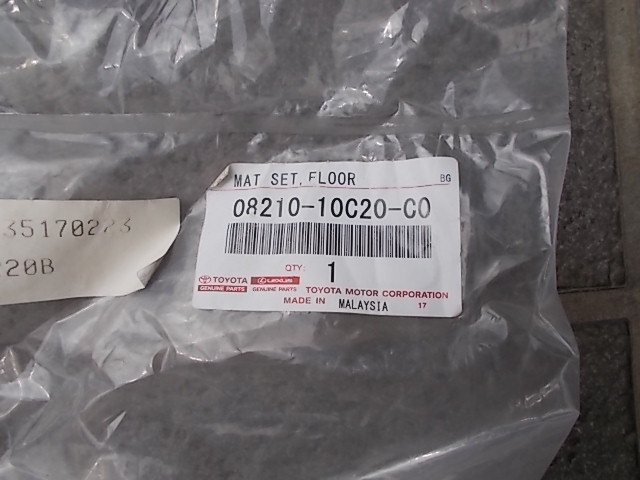 MAT SET, FLOOR
BG
08210-10C20-C0
QTY: 1
TOYOTA LEXUS
GENUINE PARTS GENUINE PARTS TOYOTA MOTOR CORPORATION
MADE IN MALAYSIA 17
20B